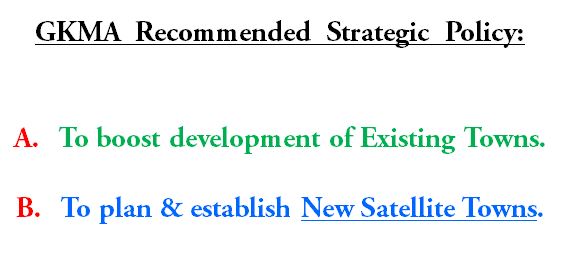 GKMA Recommended Strategic Policy:
A. To boost development of Existing Towns.
B. To plan & establish New Satellite Towns.